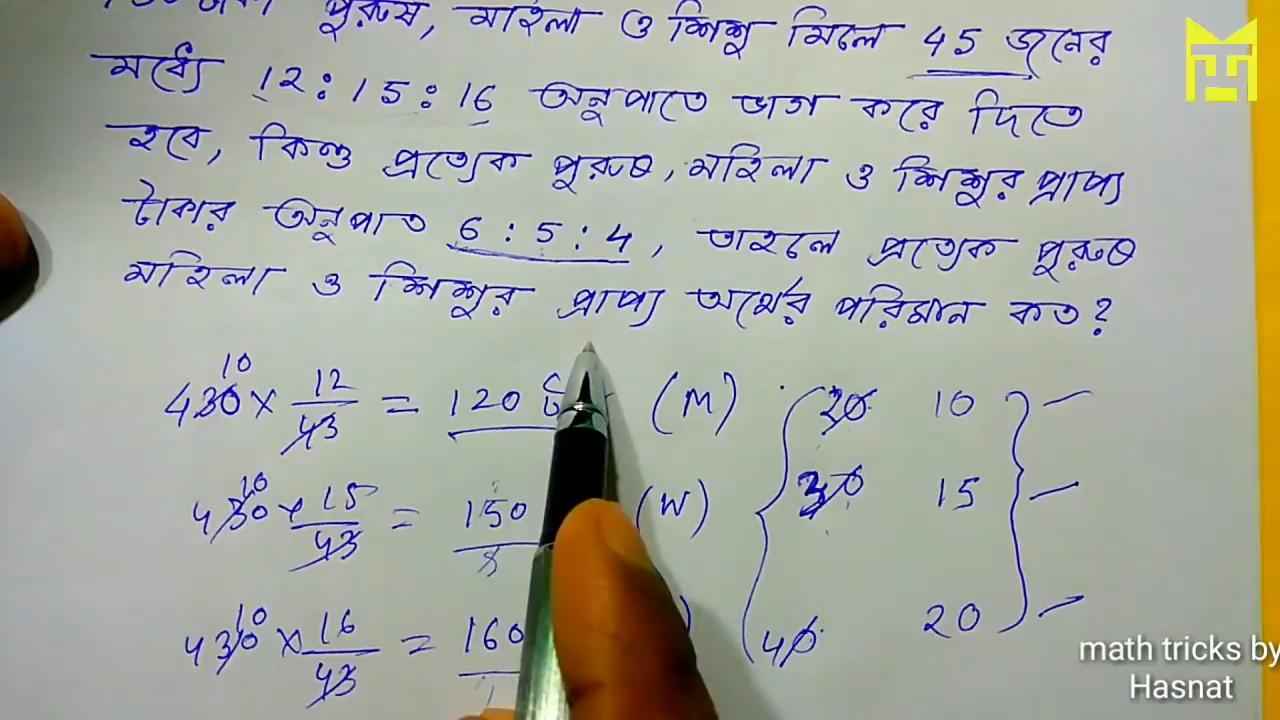 পুরুষ, মহিলা ও শিশু মিলে 45 জনের
মধ্যে 12:15:16 অনুপাতে ভাগ করে দিতে
হবে, কিন্তু প্রত্যেক পুরুষ, মহিলা ও শিশুর প্রাপ্য
টাকার অনুপাত 6:5:4, তাহলে প্রত্যেক পুরুষ
মহিলা ও শিশুর প্রাপ্য অর্থের পরিমান কত?
10
430 × 12/43 = 120 (M) 20 10
10
430 × 15/43 = 150 (W) 30 15
10
430 × 16/43 = 160 40 20
math tricks by
Hasnat